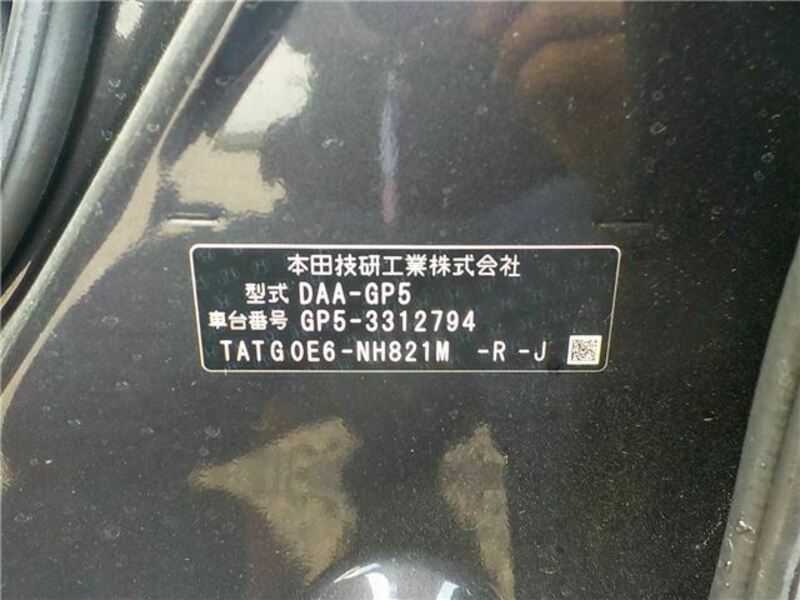 本田技研工業株式会社
型式 DAA-GP5
車台番号 GP5-3312794
TATG0E6-NH821M -R -J